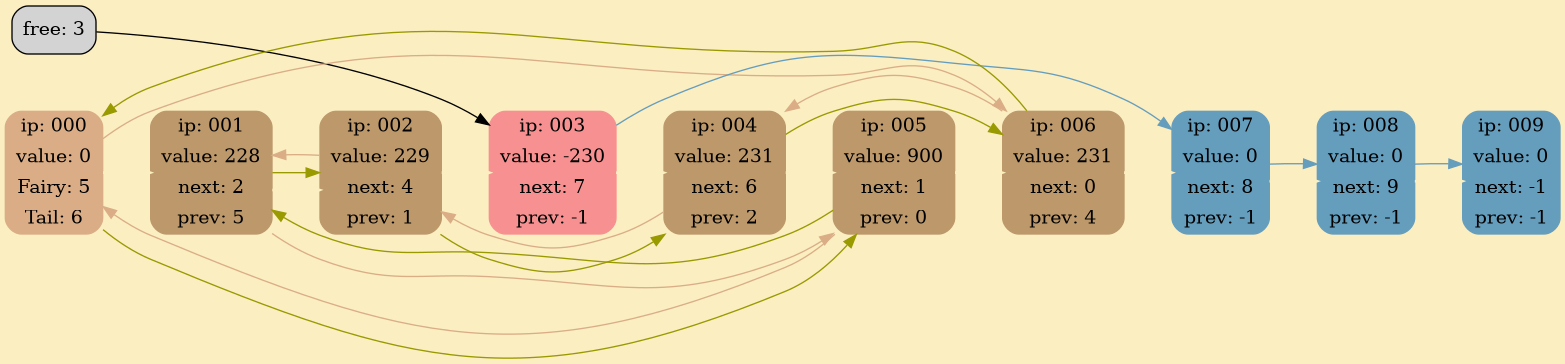 free: 3
ip: 000
value: 0
Fairy: 5
Tail: 6
ip: 001
value: 228
next: 2
prev: 5
ip: 002
value: 229
next: 4
prev: 1
ip: 003
value: -230
next: 7
prev: -1
ip: 004
value: 231
next: 6
prev: 2
ip: 005
value: 900
next: 1
prev: 0
ip: 006
value: 231
next: 0
prev: 4
ip: 007
value: 0
next: 8
prev: -1
ip: 008
value: 0
next: 9
prev: -1
ip: 009
value: 0
next: -1
prev: -1